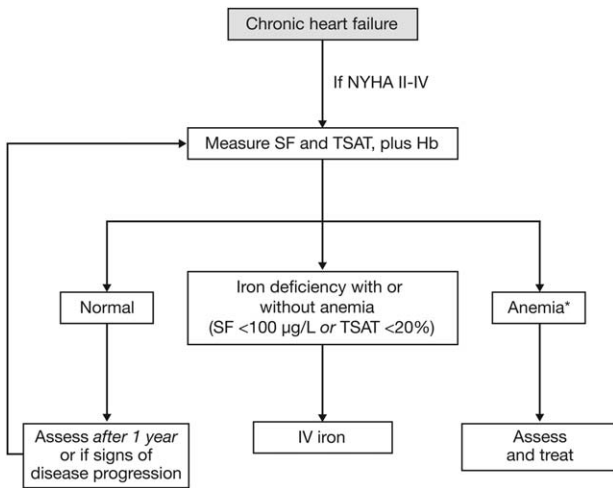 Chronic heart failure
If NYHA II-IV
Measure SF and TSAT, plus Hb
Normal
Iron deficiency with or
without anemia
(SF <100 µg/L or TSAT <20%)
Anemia*
Assess after 1 year
or if signs of
disease progression
IV iron
Assess
and treat